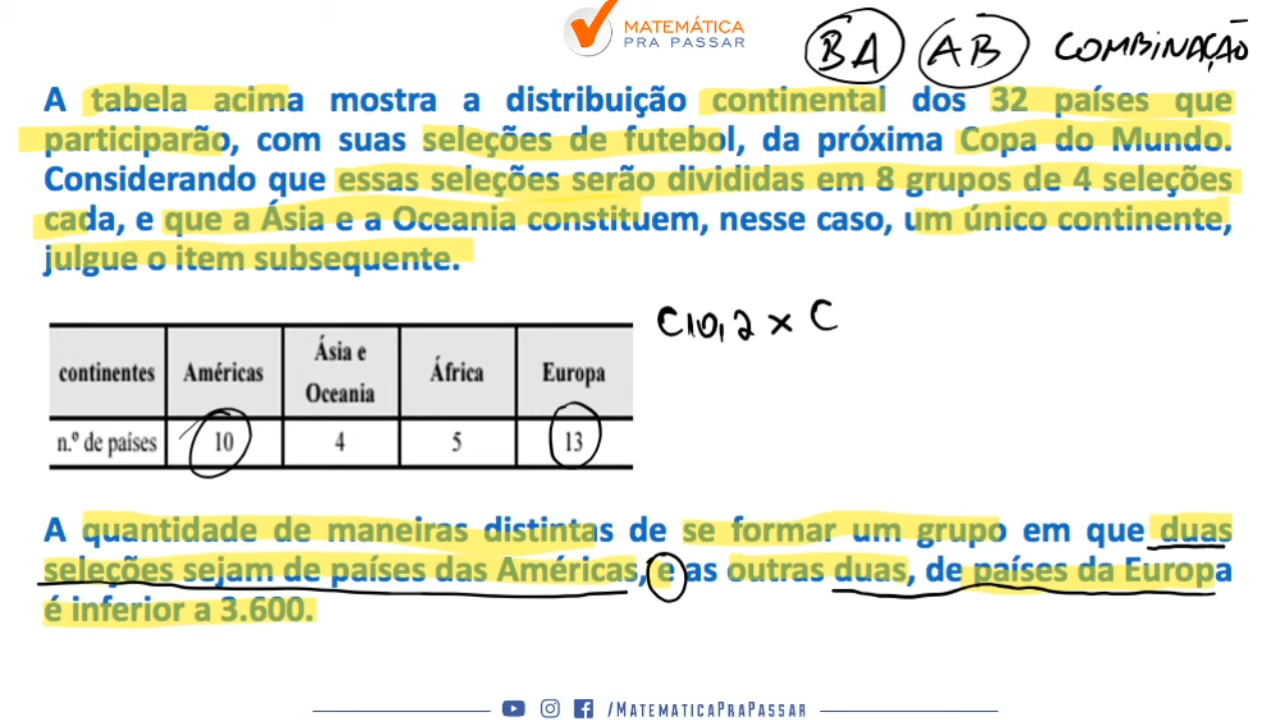 MATEMÁTICA
PRA PASSAR
BA AB COMBINAÇÃO
A tabela acima mostra a distribuição continental dos 32 países que
participarão, com suas seleções de futebol, da próxima Copa do Mundo.
Considerando que essas seleções serão divididas em 8 grupos de 4 seleções
cada, e que a Ásia e a Oceania constituem, nesse caso, um único continente,
julgue o item subsequente.
C10,2 x C
continentes Américas Ásia e Oceania África Europa
n.º de países 10 4 5 13
A quantidade de maneiras distintas de se formar um grupo em que duas
seleções sejam de países das Américas, e as outras duas, de países da Europa
é inferior a 3.600.
/MATEMATICAPRAPASSAR